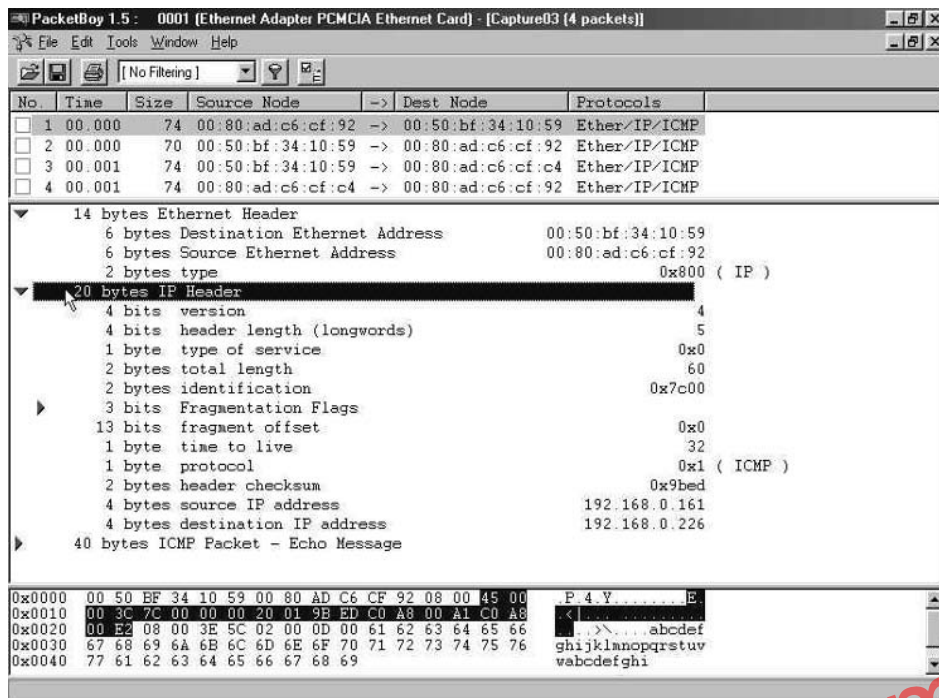 PacketBoy 1.5 : 0001 (Ethernet Adapter PCMCIA Ethernet Card) - [Capture03 (4 packets)]
File Edit Tools Window Help
[ No Filtering ]
No. Time Size Source Node -> Dest Node Protocols
1 00.000 74 00:80:ad:c6:cf:92 -> 00:50:bf:34:10:59 Ether/IP/ICMP
2 00.000 70 00:50:bf:34:10:59 -> 00:80:ad:c6:cf:92 Ether/IP/ICMP
3 00.001 74 00:50:bf:34:10:59 -> 00:80:ad:c6:cf:c4 Ether/IP/ICMP
4 00.001 74 00:80:ad:c6:cf:c4 -> 00:80:ad:c6:cf:92 Ether/IP/ICMP
14 bytes Ethernet Header
6 bytes Destination Ethernet Address 00:50:bf:34:10:59
6 bytes Source Ethernet Address 00:80:ad:c6:cf:92
2 bytes type 0x800 ( IP )
20 bytes IP Header
4 bits version 4
4 bits header length (longwords) 5
1 byte type of service 0x0
2 bytes total length 60
2 bytes identification 0x7c00
3 bits Fragmentation Flags
13 bits fragment offset 0x0
1 byte time to live 32
1 byte protocol 0x1 ( ICMP )
2 bytes header checksum 0x9bed
4 bytes source IP address 192.168.0.161
4 bytes destination IP address 192.168.0.226
40 bytes ICMP Packet - Echo Message
0x0000 00 50 BF 34 10 59 00 80 AD C6 CF 92 08 00 45 00 .P.4.Y........E.
0x0010 00 3C 7C 00 00 00 20 01 9B ED C0 A8 00 A1 C0 A8 .<|... .........
0x0020 00 E2 08 00 3E 5C 02 00 0D 00 61 62 63 64 65 66 ....>\....abcdef
0x0030 67 68 69 6A 6B 6C 6D 6E 6F 70 71 72 73 74 75 76 ghijklmnopqrstuv
0x0040 77 61 62 63 64 65 66 67 68 69 wabcdefghi